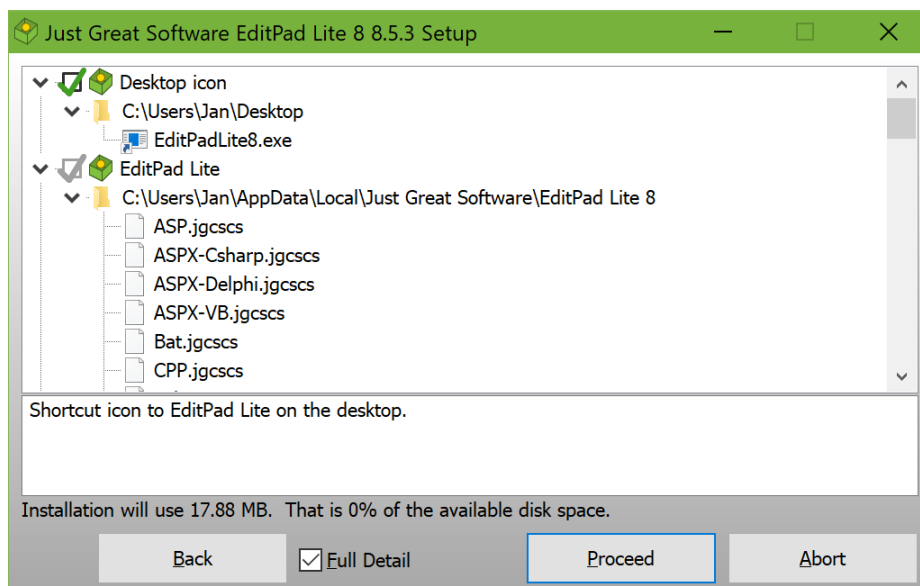 Just Great Software EditPad Lite 8 8.5.3 Setup
Desktop icon
C:\Users\Jan\Desktop
EditPadLite8.exe
EditPad Lite
C:\Users\Jan\AppData\Local\Just Great Software\EditPad Lite 8
ASP.jgcscs
ASPX-Csharp.jgcscs
ASPX-Delphi.jgcscs
ASPX-VB.jgcscs
Bat.jgcscs
CPP.jgcscs
Shortcut icon to EditPad Lite on the desktop.
Installation will use 17.88 MB.  That is 0% of the available disk space.
Back Full Detail Proceed Abort